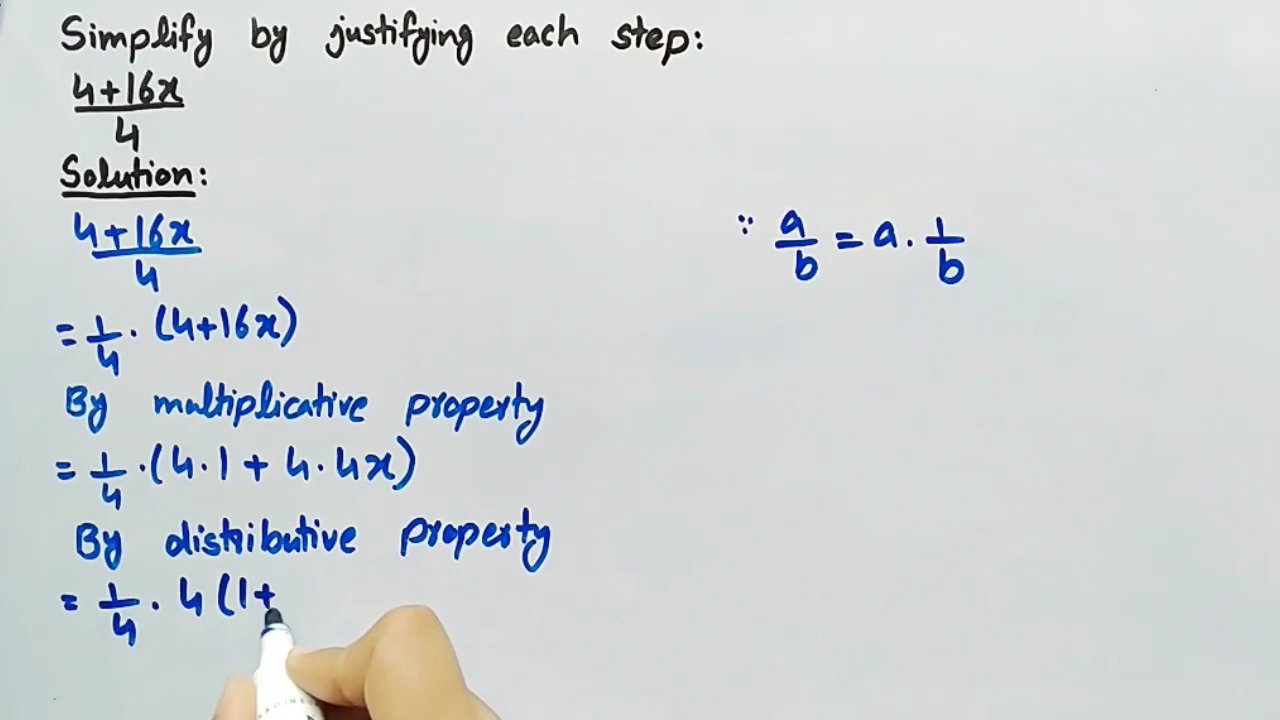 Simplify by justifying each step:
4+16x
4
Solution:
4+16x
4
∵ a/b = a . 1/b
= 1/4 . (4+16x)
By multiplicative property
= 1/4 . (4.1 + 4.4x)
By distributive property
= 1/4 . 4(1+